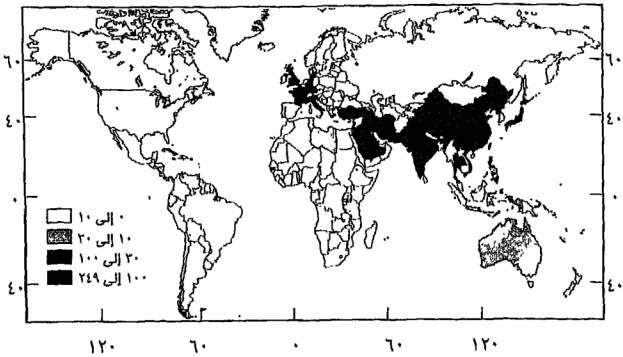 ٦٠ ٦٠
٤٠ ٤٠
٠ ٠
٠ إلى ١٠
١٠ إلى ٣٠
٣٠ إلى ١٠٠
١٠٠ إلى ٢٤٩
٤٠ ٤٠
١٢٠ ٦٠ ٠ ٦٠ ١٢٠